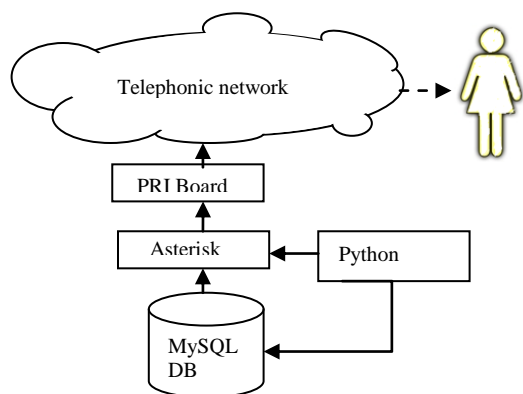 Telephonic network
PRI Board
Asterisk
Python
MySQL
DB